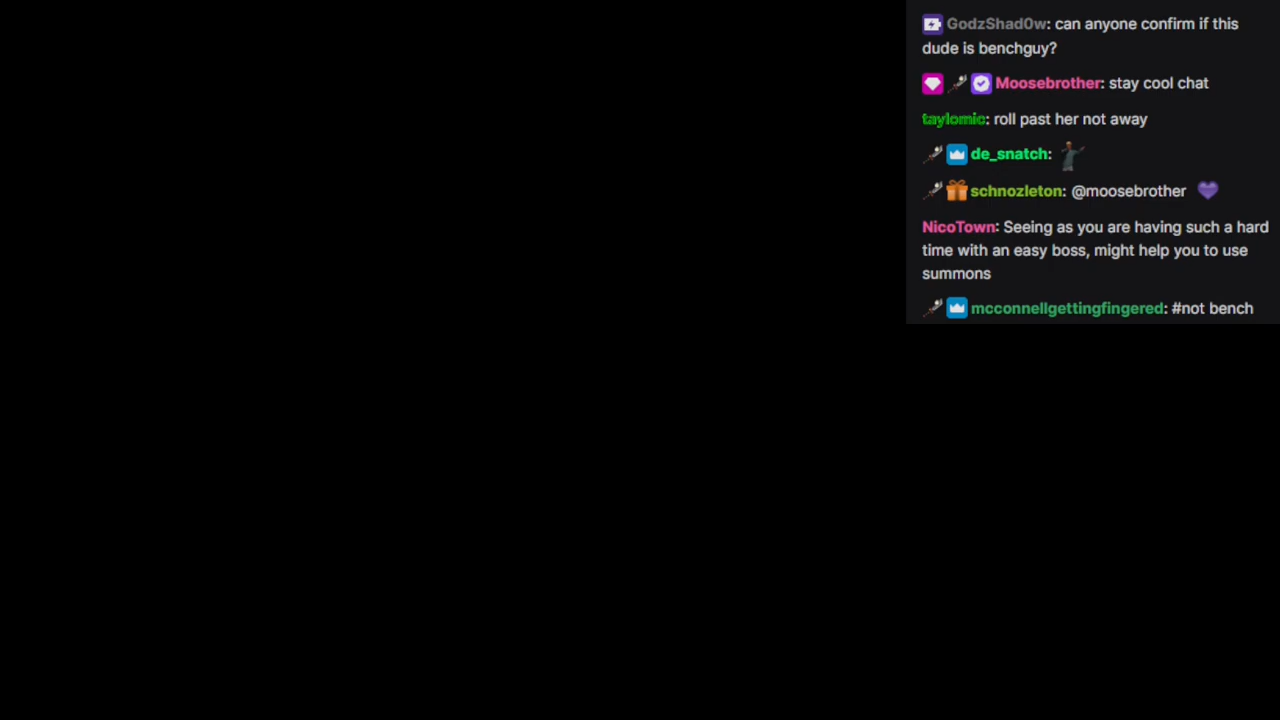 GodzShad0w: can anyone confirm if this
dude is benchguy?
Moosebrother: stay cool chat
taylomic: roll past her not away
de_snatch:
schnozleton: @moosebrother
NicoTown: Seeing as you are having such a hard
time with an easy boss, might help you to use
summons
mcconnellgettingfingered: #not bench